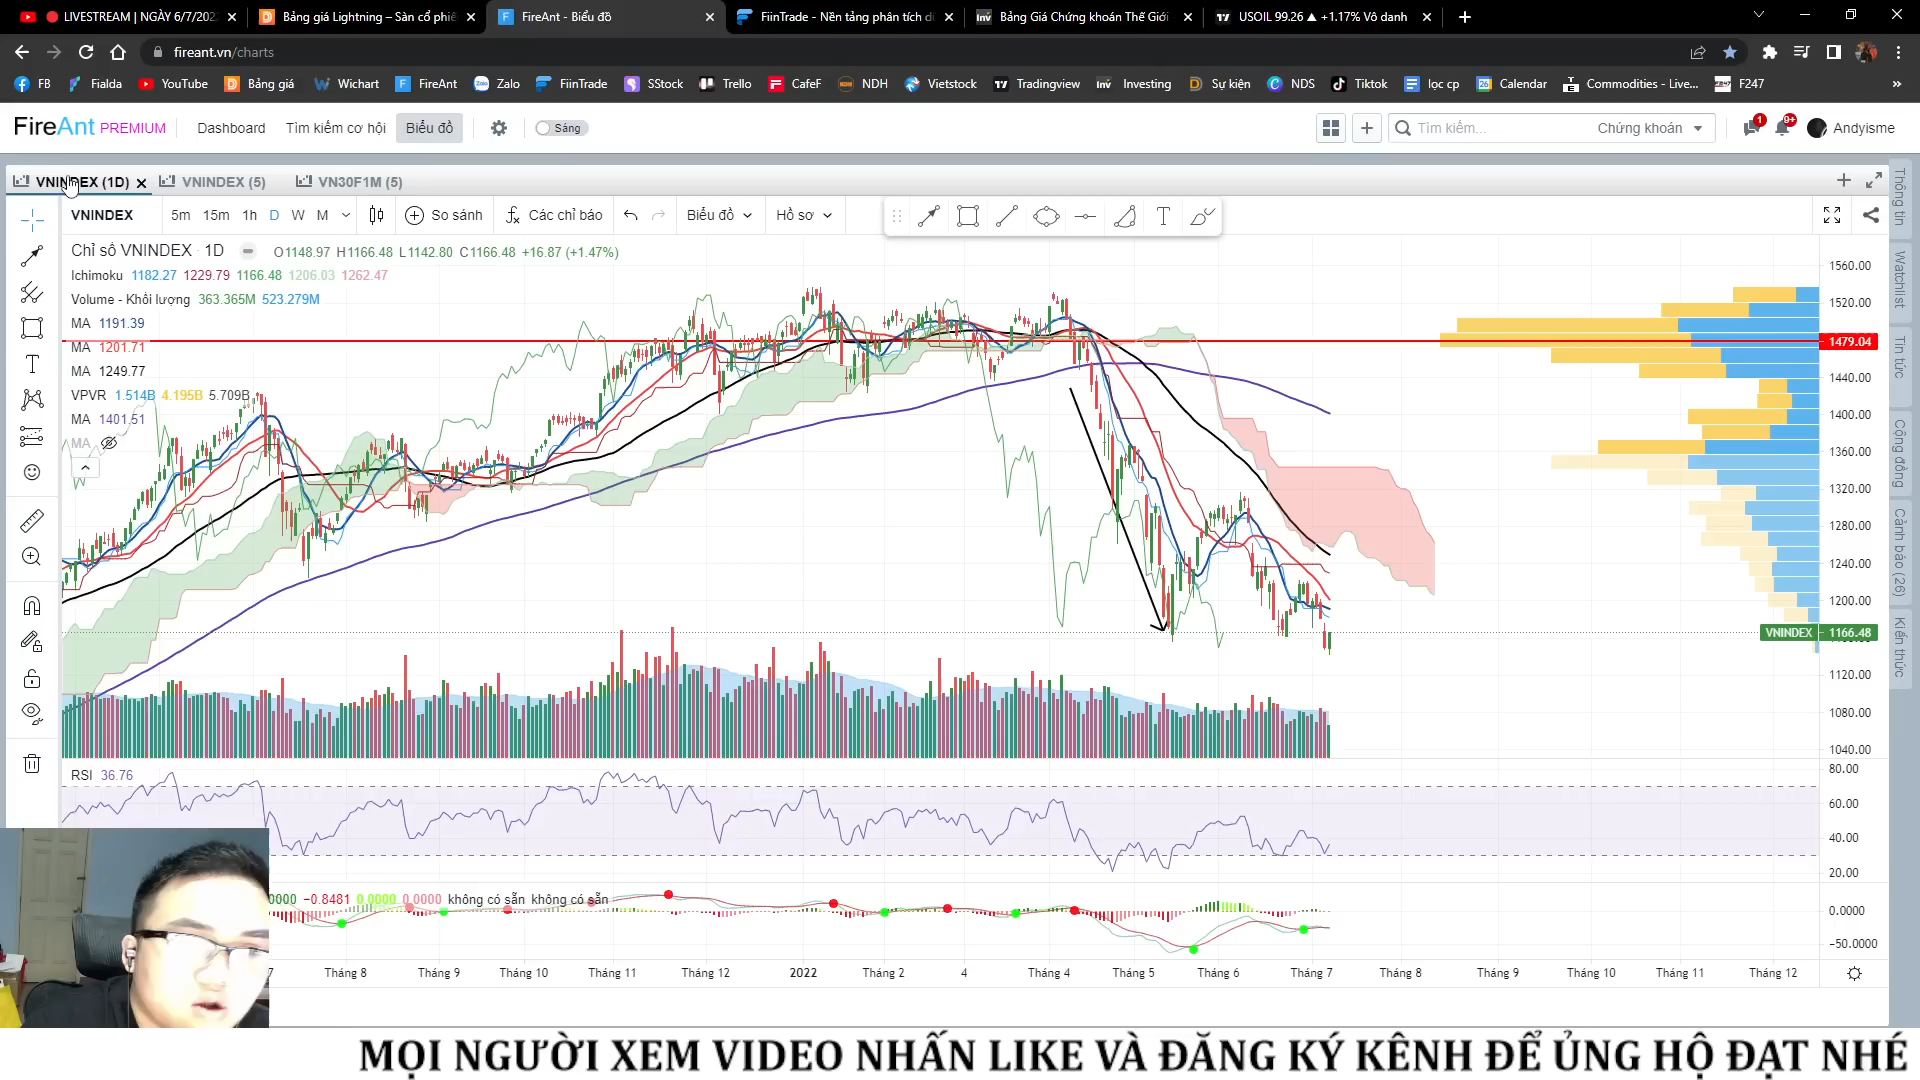 LIVESTREAM | NGÀY 6/7/202
Bảng giá Lightning – Sàn cổ phiế
FireAnt - Biểu đồ
FiinTrade - Nền tảng phân tích d
Bảng Giá Chứng khoán Thế Giới
USOIL 99.26 ▲ +1.17% Vô danh
fireant.vn/charts
FB Fialda YouTube Bảng giá Wichart FireAnt Zalo FiinTrade SStock Trello CafeF NDH Vietstock Tradingview Investing Sự kiện NDS Tiktok lọc cp Calendar Commodities - Live... F247 »
FireAnt PREMIUM Dashboard Tìm kiếm cơ hội Biểu đồ Sáng Tìm kiếm... Chứng khoán 1 9+ Andyisme
VNINDEX (1D) VNINDEX (5) VN30F1M (5)
VNINDEX 5m 15m 1h D W M So sánh Các chỉ báo Biểu đồ Hồ sơ
Chỉ số VNINDEX · 1D O1148.97 H1166.48 L1142.80 C1166.48 +16.87 (+1.47%)
Ichimoku 1182.27 1229.79 1166.48 1206.03 1262.47
Volume - Khối lượng 363.365M 523.279M
MA 1191.39
MA 1201.71
MA 1249.77
VPVR 1.514B 4.195B 5.709B
MA 1401.51
MA
1560.00
1520.00
1479.04
1440.00
1400.00
1360.00
1320.00
1280.00
1240.00
1200.00
VNINDEX 1166.48
1120.00
1080.00
1040.00
RSI 36.76
80.00
60.00
40.00
20.00
0000 −0.8481 0.0000 0.0000 không có sẵn không có sẵn
0.0000
−50.0000
7 Tháng 8 Tháng 9 Tháng 10 Tháng 11 Tháng 12 2022 Tháng 2 4 Tháng 4 Tháng 5 Tháng 6 Tháng 7 Tháng 8 Tháng 9 Tháng 10 Tháng 11 Tháng 12
Thông tin
Watchlist
Tin tức
Cộng đồng
Cảnh báo (26)
Kiến thức
MỌI NGƯỜI XEM VIDEO NHẤN LIKE VÀ ĐĂNG KÝ KÊNH ĐỂ ỦNG HỘ ĐẠT NHÉ